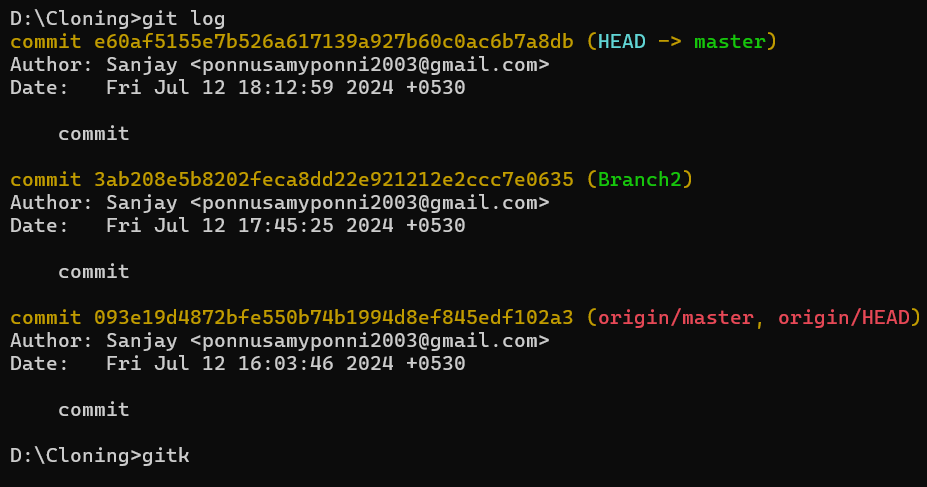 D:\Cloning>git log
commit e60af5155e7b526a617139a927b60c0ac6b7a8db (HEAD -> master)
Author: Sanjay <ponnusamyponni2003@gmail.com>
Date:   Fri Jul 12 18:12:59 2024 +0530
    commit
commit 3ab208e5b8202feca8dd22e921212e2ccc7e0635 (Branch2)
Author: Sanjay <ponnusamyponni2003@gmail.com>
Date:   Fri Jul 12 17:45:25 2024 +0530
    commit
commit 093e19d4872bfe550b74b1994d8ef845edf102a3 (origin/master, origin/HEAD)
Author: Sanjay <ponnusamyponni2003@gmail.com>
Date:   Fri Jul 12 16:03:46 2024 +0530
    commit
D:\Cloning>gitk